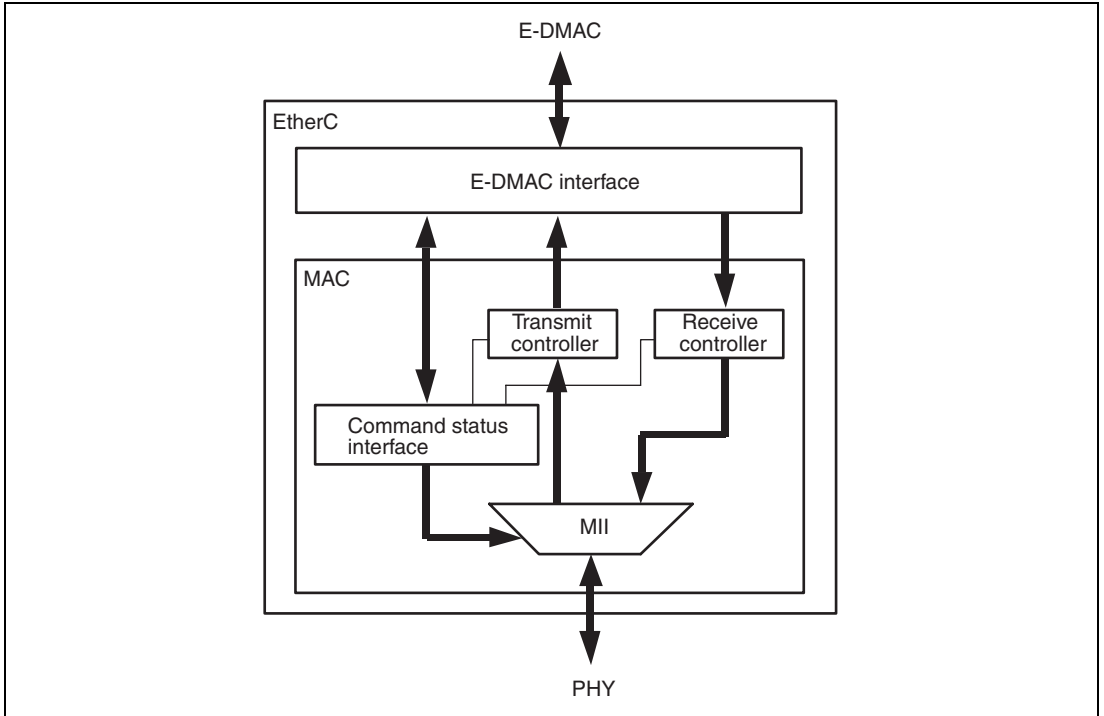 E-DMAC
EtherC
E-DMAC interface
MAC
Transmit
controller
Receive
controller
Command status
interface
MII
PHY